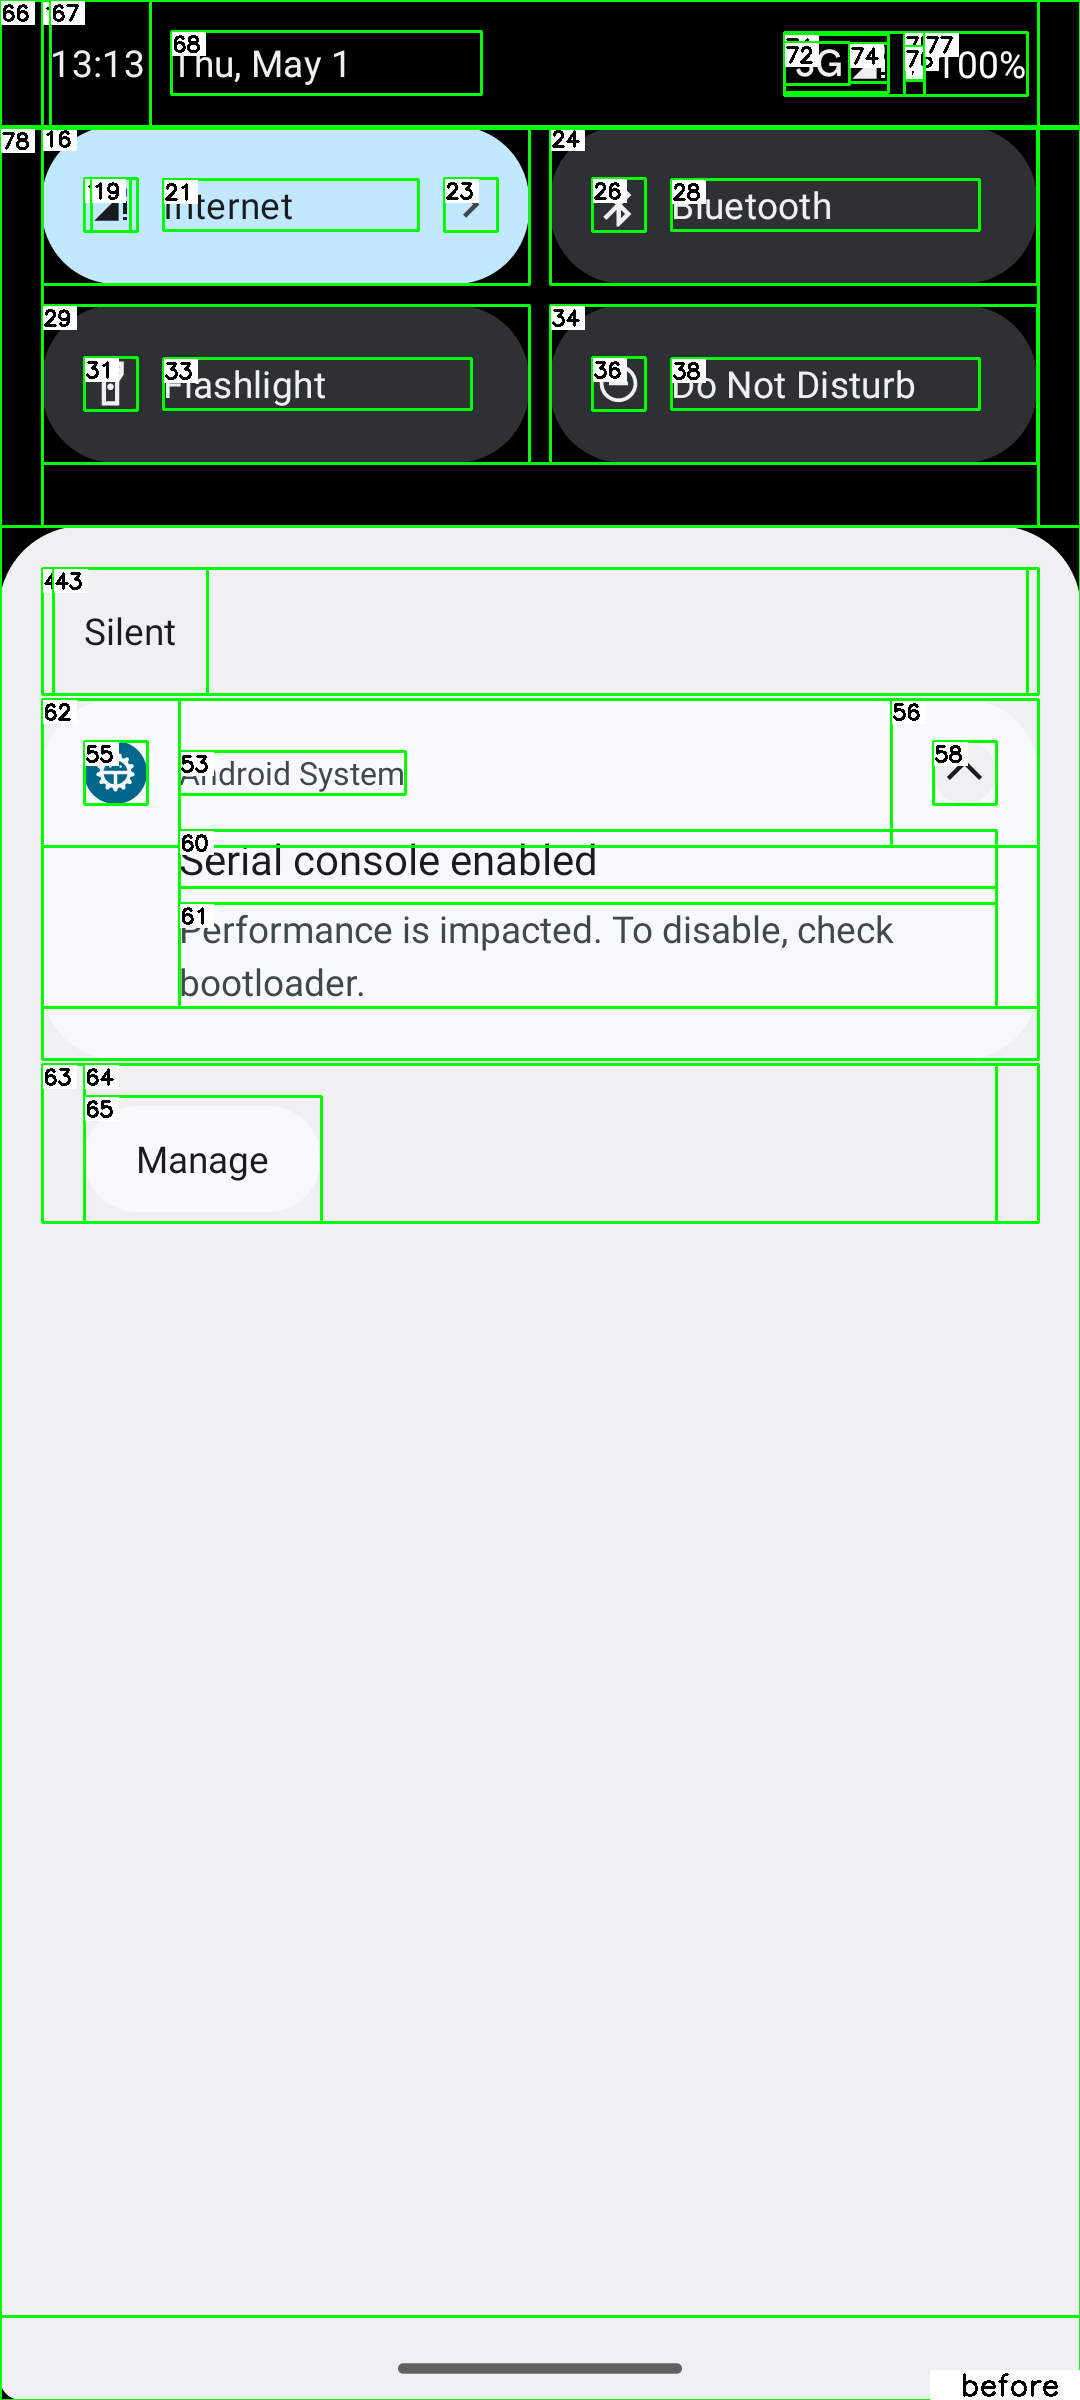 66 67 68 72 74 77
13:13 Thu, May 1 100%
78 16 24
19 21 Internet 23 26 28 Bluetooth
29 34
31 33 Flashlight 36 38 Do Not Disturb
43
Silent
62 56
55 53 Android System 58
60
Serial console enabled
61
Performance is impacted. To disable, check
bootloader.
63 64
65
Manage
before